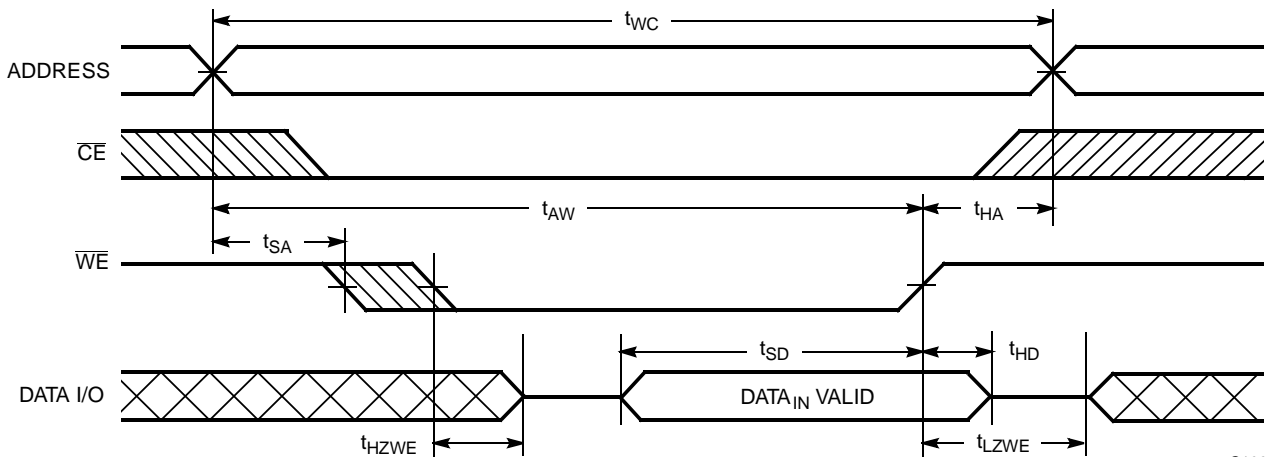 tWC
ADDRESS
CE
tAW
tHA
tSA
WE
tSD
tHD
DATA I/O
DATAIN VALID
tHZWE
tLZWE